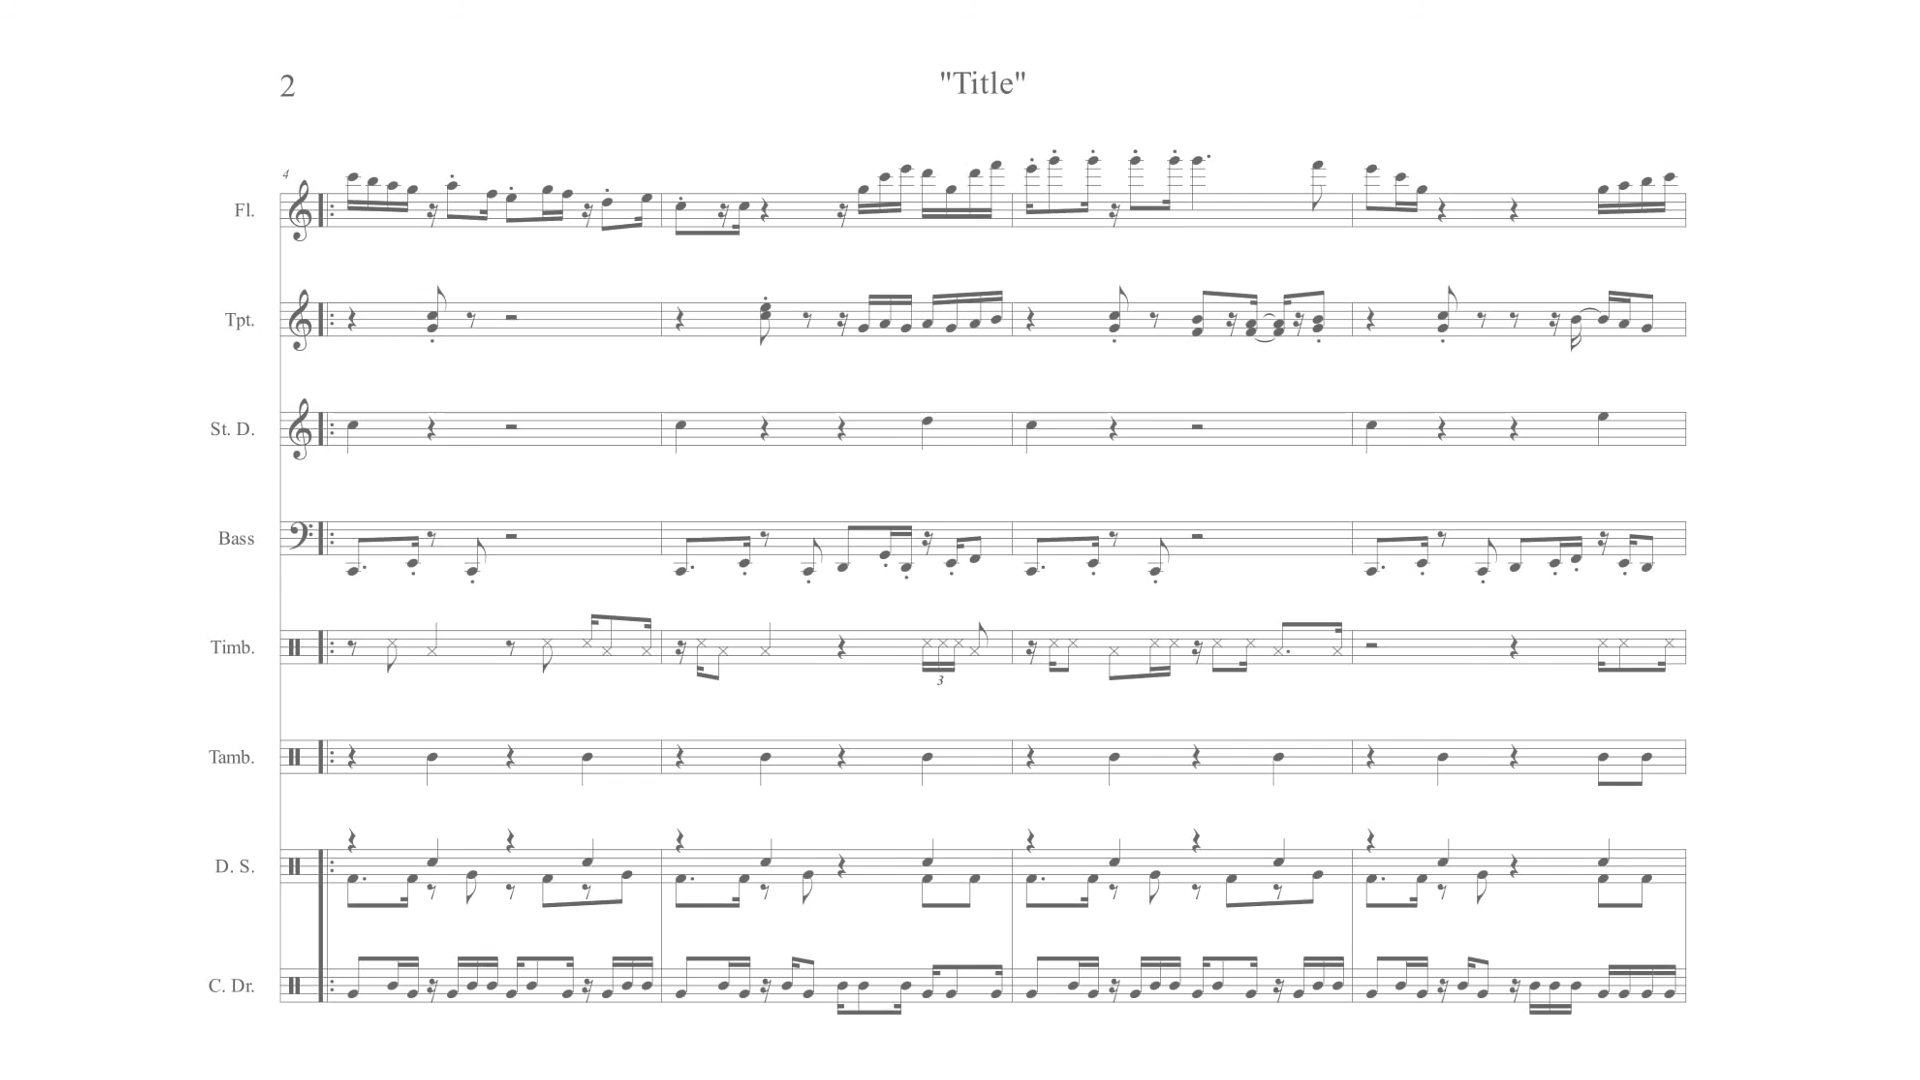 2
"Title"
4
Fl.
Tpt.
St. D.
Bass
Timb.
3
Tamb.
D. S.
C. Dr.